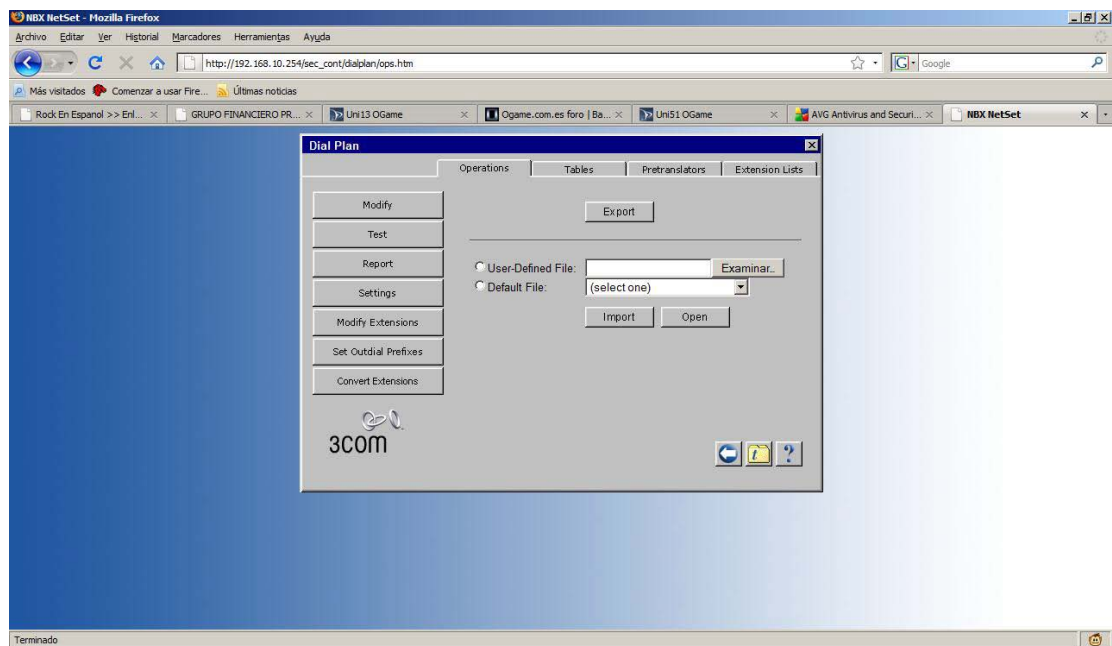 NBX NetSet - Mozilla Firefox
Archivo Editar Ver Historial Marcadores Herramientas Ayuda
http://192.168.10.254/sec_cont/dialplan/ops.htm
G Google
Más visitados Comenzar a usar Fire... Últimas noticias
Rock En Espanol >> Enl... GRUPO FINANCIERO PR... Uni13 OGame Ogame.com.es foro | Ba... Uni51 OGame AVG Antivirus and Securi... NBX NetSet
Dial Plan
Operations Tables Pretranslators Extension Lists
Modify
Export
Test
Report
User-Defined File: Examinar...
Settings
Default File: (select one)
Modify Extensions
Import Open
Set Outdial Prefixes
Convert Extensions
3COM
t ?
Terminado